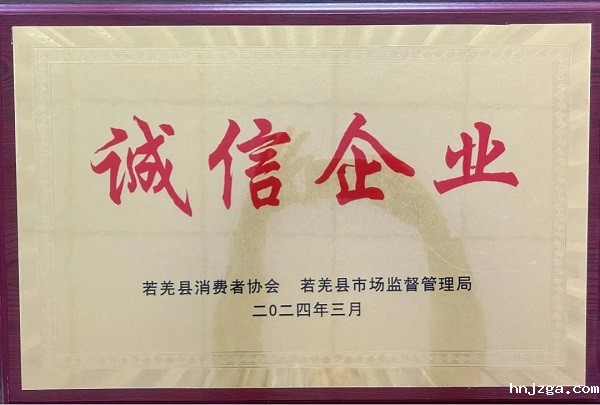 诚信企业
若羌县消费者协会 若羌县市场监督管理局
二0二四年三月
hnjzga.com